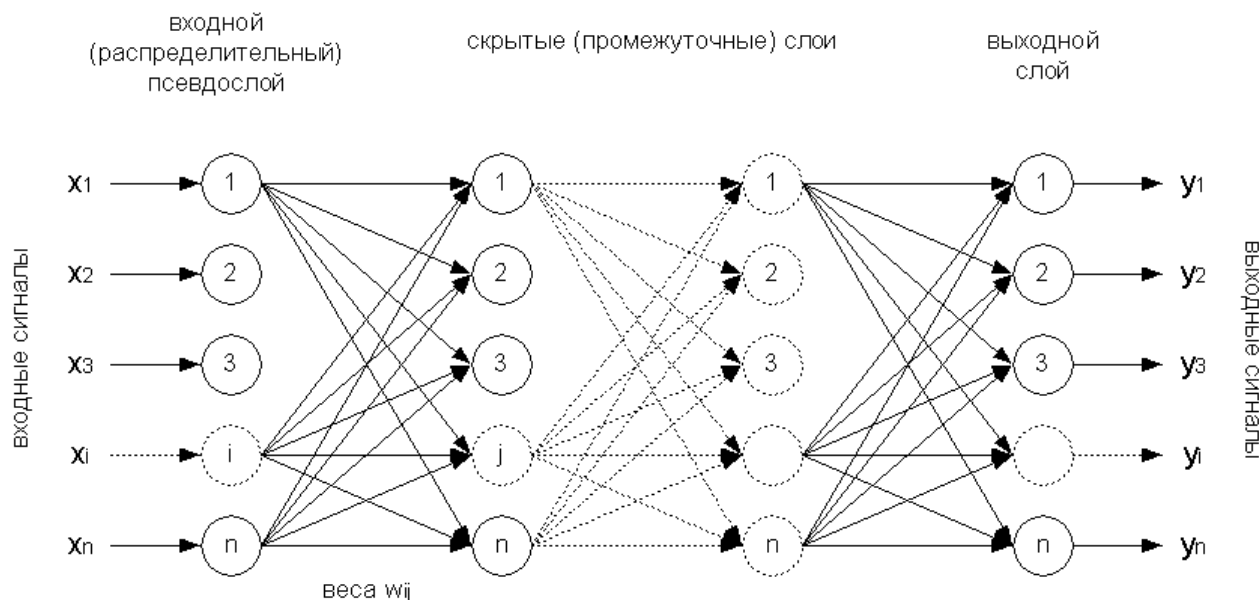 входной
(распределительный)
псевдослой
скрытые (промежуточные) слои
выходной
слой
входные сигналы
x1
1
1
1
1
y1
x2
2
2
2
2
y2
x3
3
3
3
3
y3
xi
i
j
yi
xn
n
n
n
n
yn
выходные сигналы
веса wij